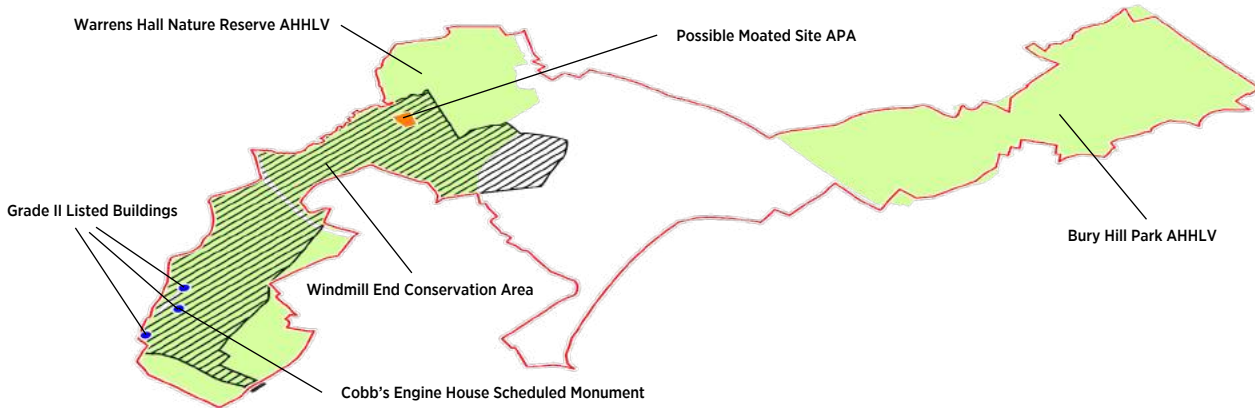 Warrens Hall Nature Reserve AHHLV
Possible Moated Site APA
Grade II Listed Buildings
Bury Hill Park AHHLV
Windmill End Conservation Area
Cobb's Engine House Scheduled Monument